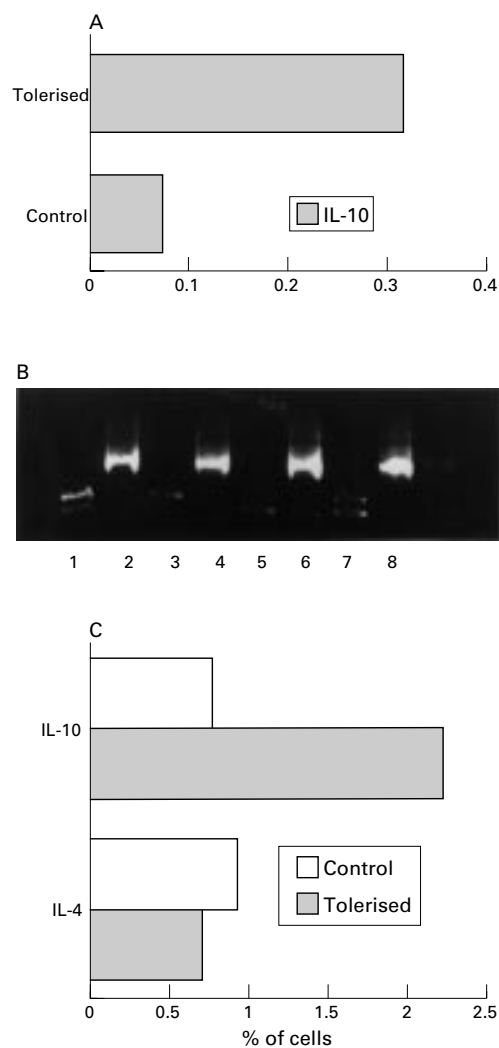 A
Tolerised
Control
IL-10
0 0.1 0.2 0.3 0.4
B
1 2 3 4 5 6 7 8
C
IL-10
IL-4
Control
Tolerised
0 0.5 1 1.5 2 2.5
% of cells